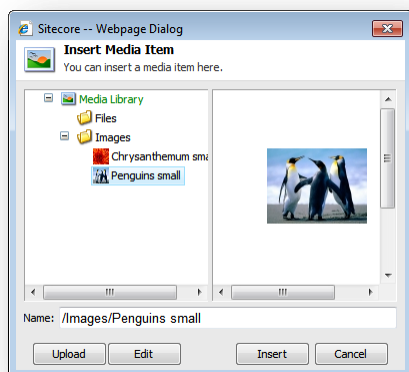 Sitecore -- Webpage Dialog
Insert Media Item
You can insert a media item here.
Media Library
Files
Images
Chrysanthemum sma
Penguins small
Name: /Images/Penguins small
Upload Edit Insert Cancel